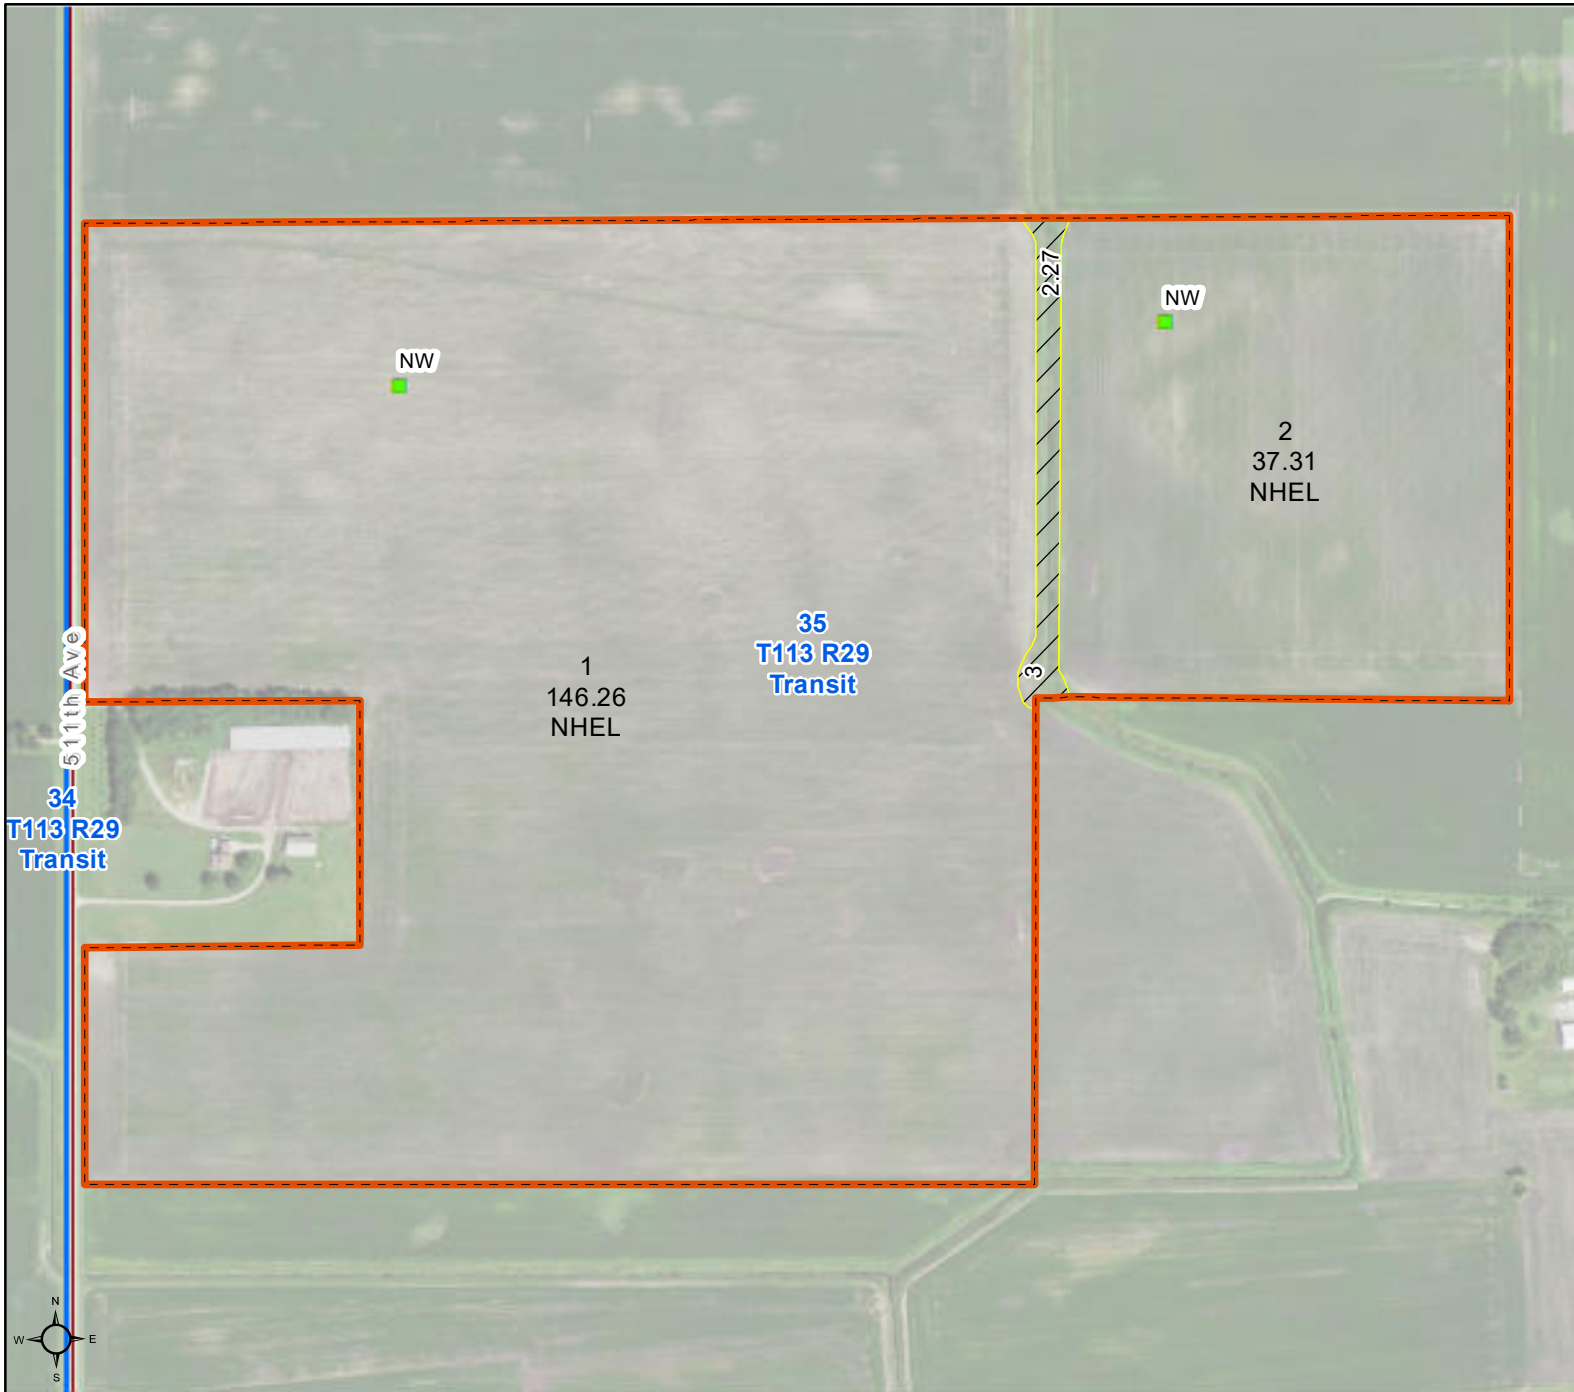 2.27
NW
NW
2
37.31
NHEL
35
T113 R29
Transit
511th Ave
1
146.26
NHEL
3
34
T113 R29
Transit
N
W
E
S